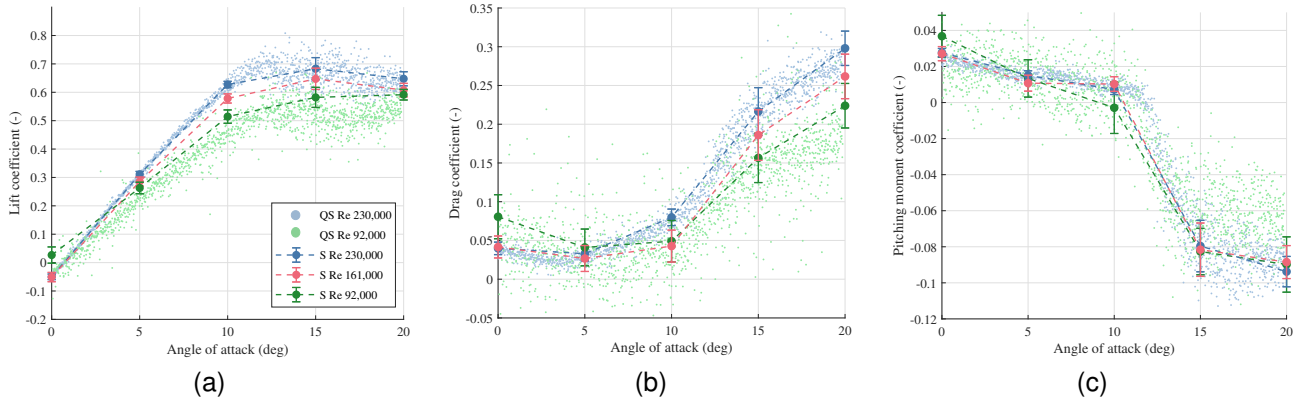 0.9
0.8
0.7
0.6
0.5
0.4
0.3
0.2
0.1
0
-0.1
-0.2
Lift coefficient (-)
QS Re 230,000
QS Re 92,000
S Re 230,000
S Re 161,000
S Re 92,000
0 5 10 15 20
Angle of attack (deg)
(a)
0.35
0.3
0.25
0.2
0.15
0.1
0.05
0
-0.05
Drag coefficient (-)
0 5 10 15 20
Angle of attack (deg)
(b)
0.04
0.02
0
-0.02
-0.04
-0.06
-0.08
-0.1
-0.12
Pitching moment coefficient (-)
0 5 10 15 20
Angle of attack (deg)
(c)